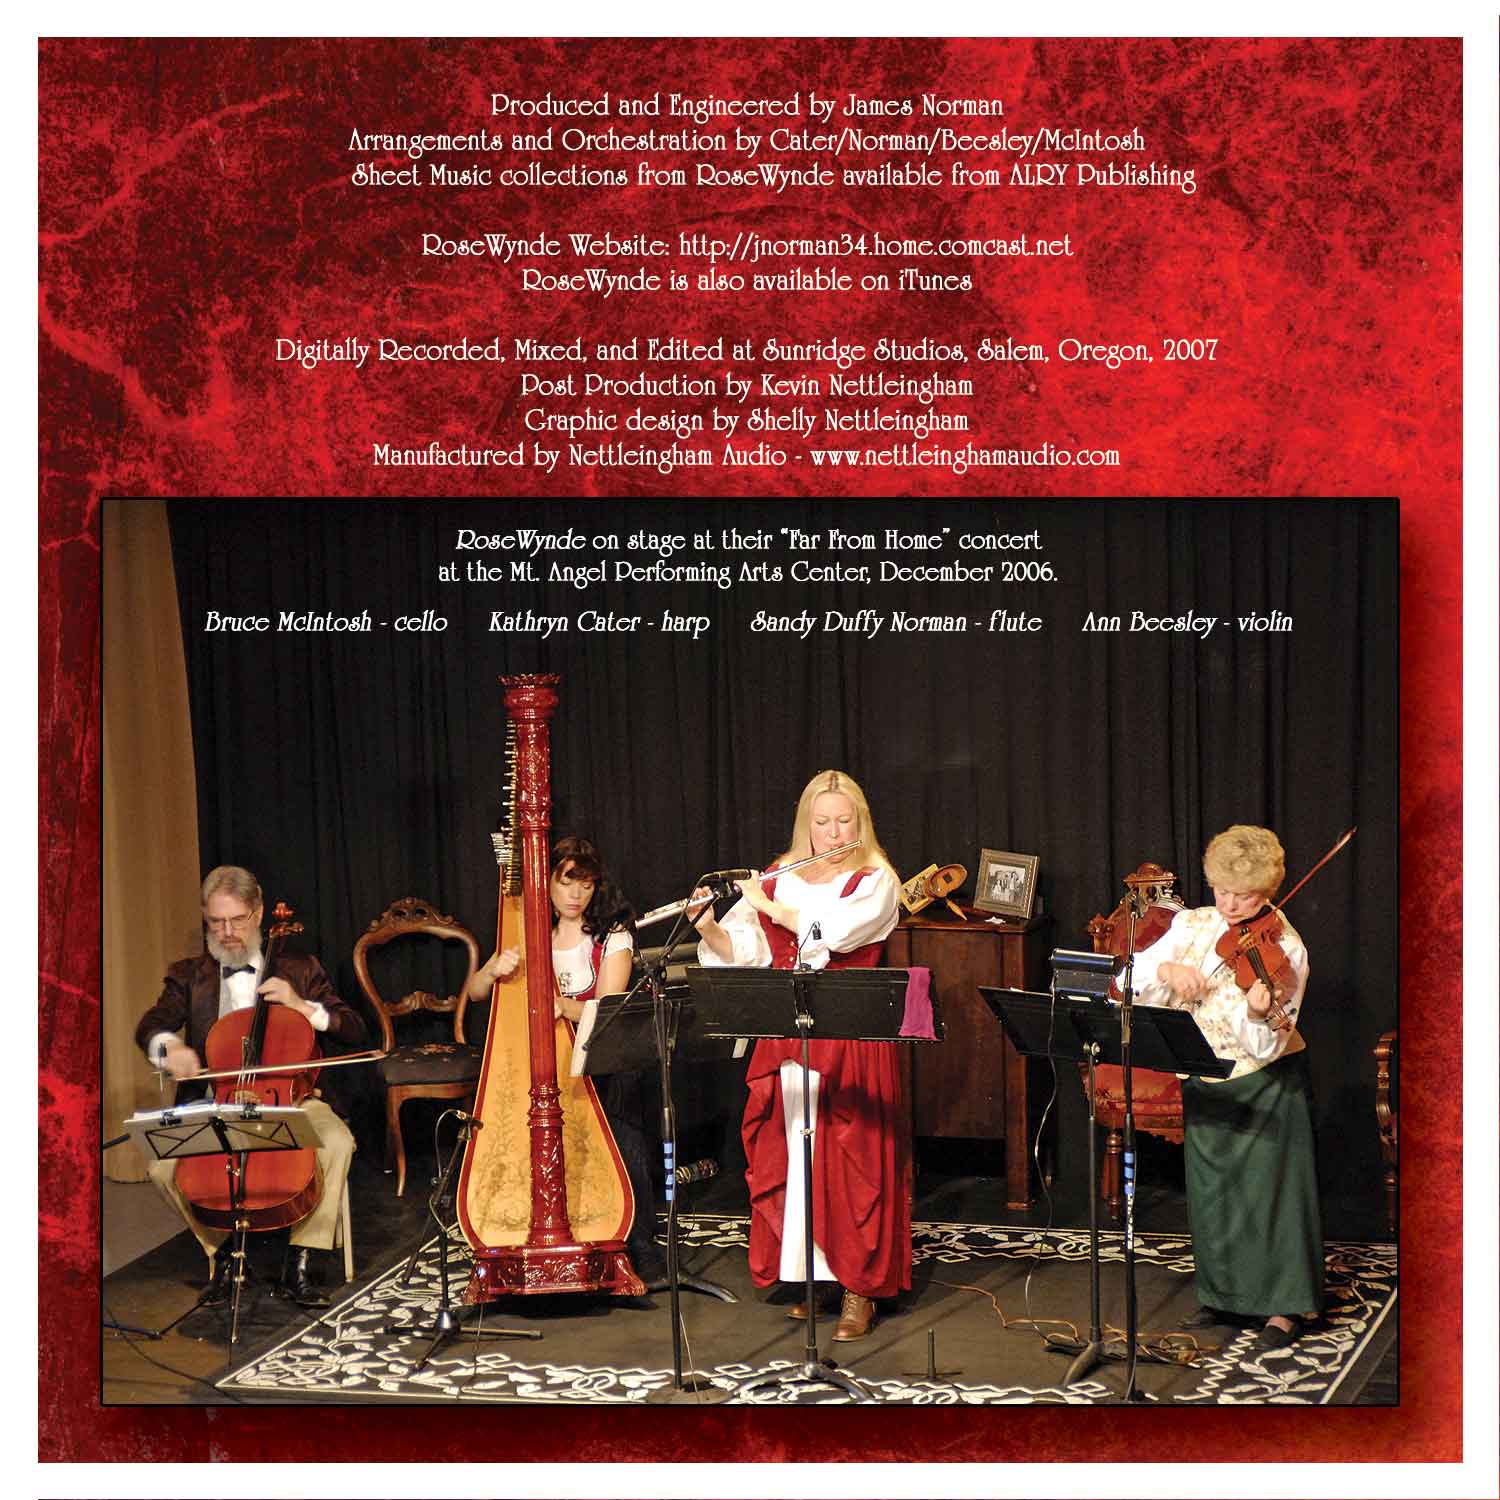 Produced and Engineered by James Norman
Arrangements and Orchestration by Cater/Norman/Beesley/McIntosh
Sheet Music collections from RoseWynde available from ALRY Publishing
RoseWynde Website: http://jnorman34.home.comcast.net
RoseWynde is also available on iTunes
Digitally Recorded, Mixed, and Edited at Sunridge Studios, Salem, Oregon, 2007
Post Production by Kevin Nettleingham
Graphic design by Shelly Nettleingham
Manufactured by Nettleingham Audio - www.nettleinghamaudio.com
RoseWynde on stage at their “Far From Home” concert
at the Mt. Angel Performing Arts Center, December 2006.
Bruce McIntosh - cello Kathryn Cater - harp Sandy Duffy Norman - flute Ann Beesley - violin